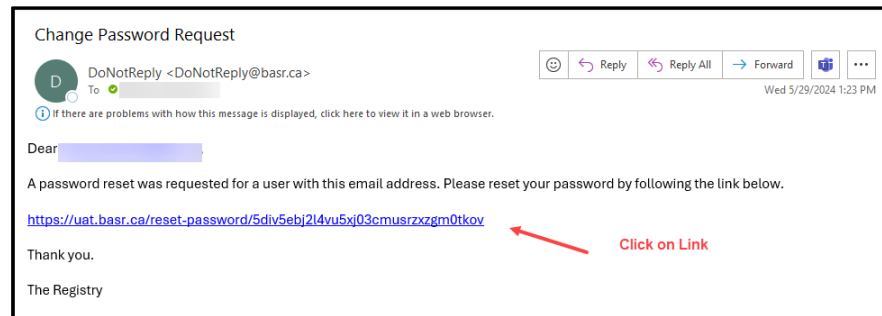 Change Password Request
D
DoNotReply <DoNotReply@basr.ca>
To
Reply
Reply All
Forward
Wed 5/29/2024 1:23 PM
If there are problems with how this message is displayed, click here to view it in a web browser.
Dear
A password reset was requested for a user with this email address. Please reset your password by following the link below.
https://uat.basr.ca/reset-password/5div5ebj2l4vu5xj03cmusrzxzgm0tkov
Click on Link
Thank you.
The Registry